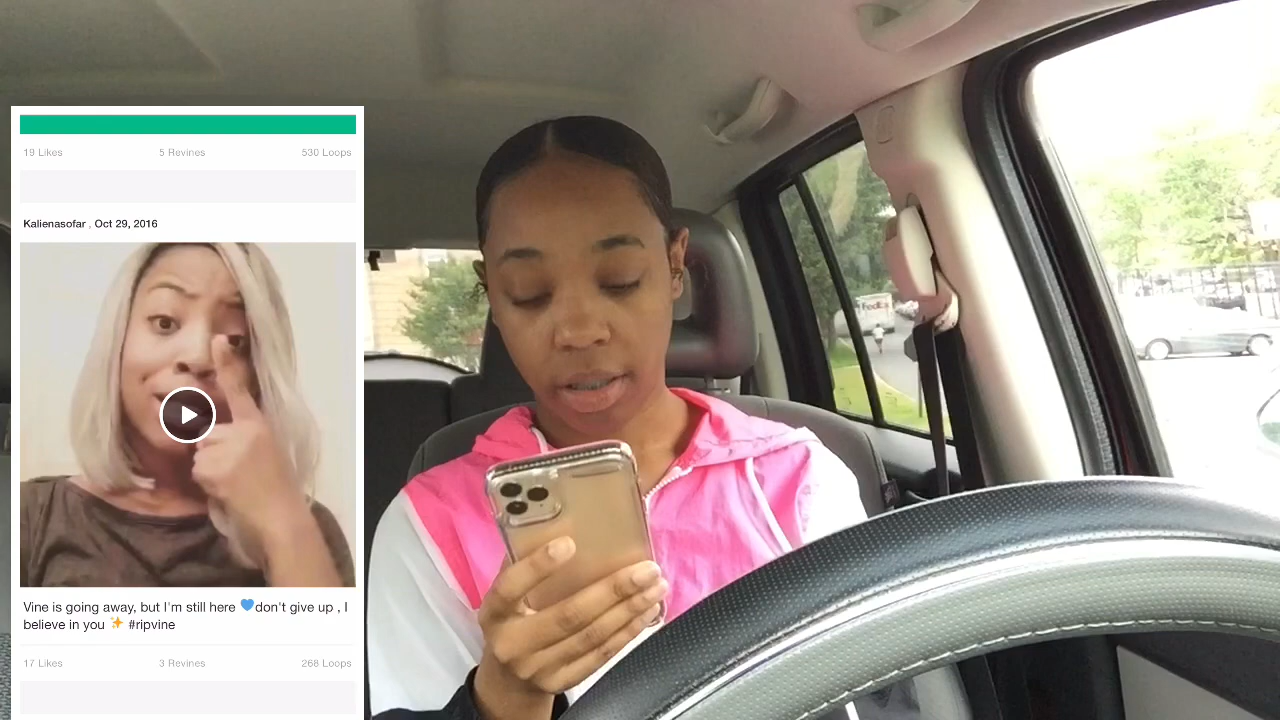 19 Likes 5 Revines 530 Loops
Kalienasofar , Oct 29, 2016
Vine is going away, but I'm still here 💙don't give up , I
believe in you ✨ #ripvine
17 Likes 3 Revines 268 Loops
FedEx